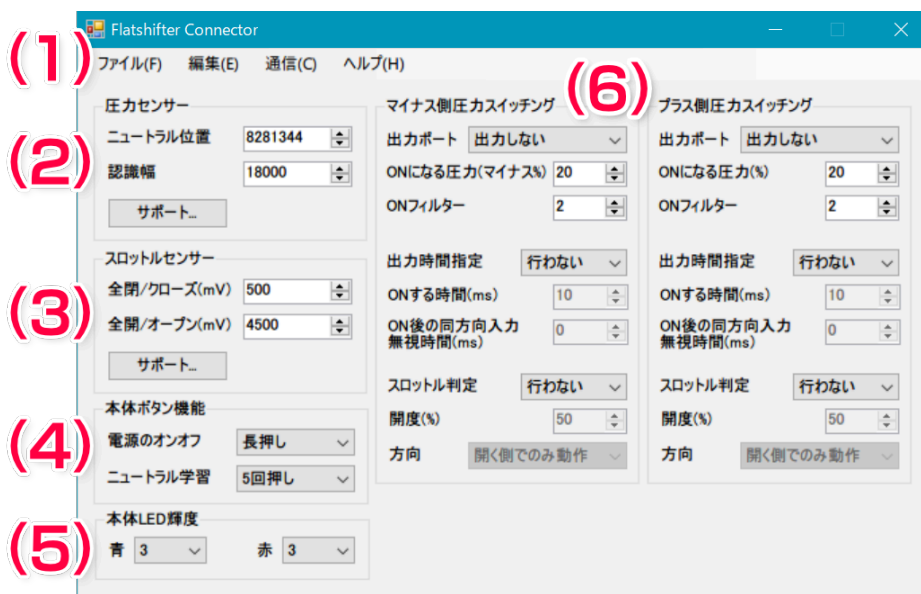 Flatshifter Connector
(1)
ファイル(F) 編集(E) 通信(C) ヘルプ(H)
(2)
圧力センサー
ニュートラル位置 8281344
認識幅 18000
サポート...
(3)
スロットルセンサー
全閉/クローズ(mV) 500
全開/オープン(mV) 4500
サポート...
(4)
本体ボタン機能
電源のオンオフ 長押し
ニュートラル学習 5回押し
(5)
本体LED輝度
青 3 赤 3
(6)
マイナス側圧力スイッチング
出力ポート 出力しない
ONになる圧力(マイナス%) 20
ONフィルター 2
出力時間指定 行わない
ONする時間(ms) 10
ON後の同方向入力
無視時間(ms) 0
スロットル判定 行わない
開度(%) 50
方向 開く側でのみ動作
プラス側圧力スイッチング
出力ポート 出力しない
ONになる圧力(%) 20
ONフィルター 2
出力時間指定 行わない
ONする時間(ms) 10
ON後の同方向入力
無視時間(ms) 0
スロットル判定 行わない
開度(%) 50
方向 開く側でのみ動作